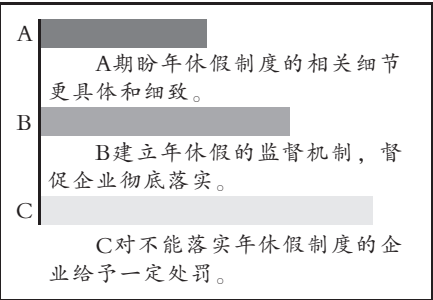 A
A期盼年休假制度的相关细节
更具体和细致。
B
B建立年休假的监督机制，督
促企业彻底落实。
C
C对不能落实年休假制度的企
业给予一定处罚。